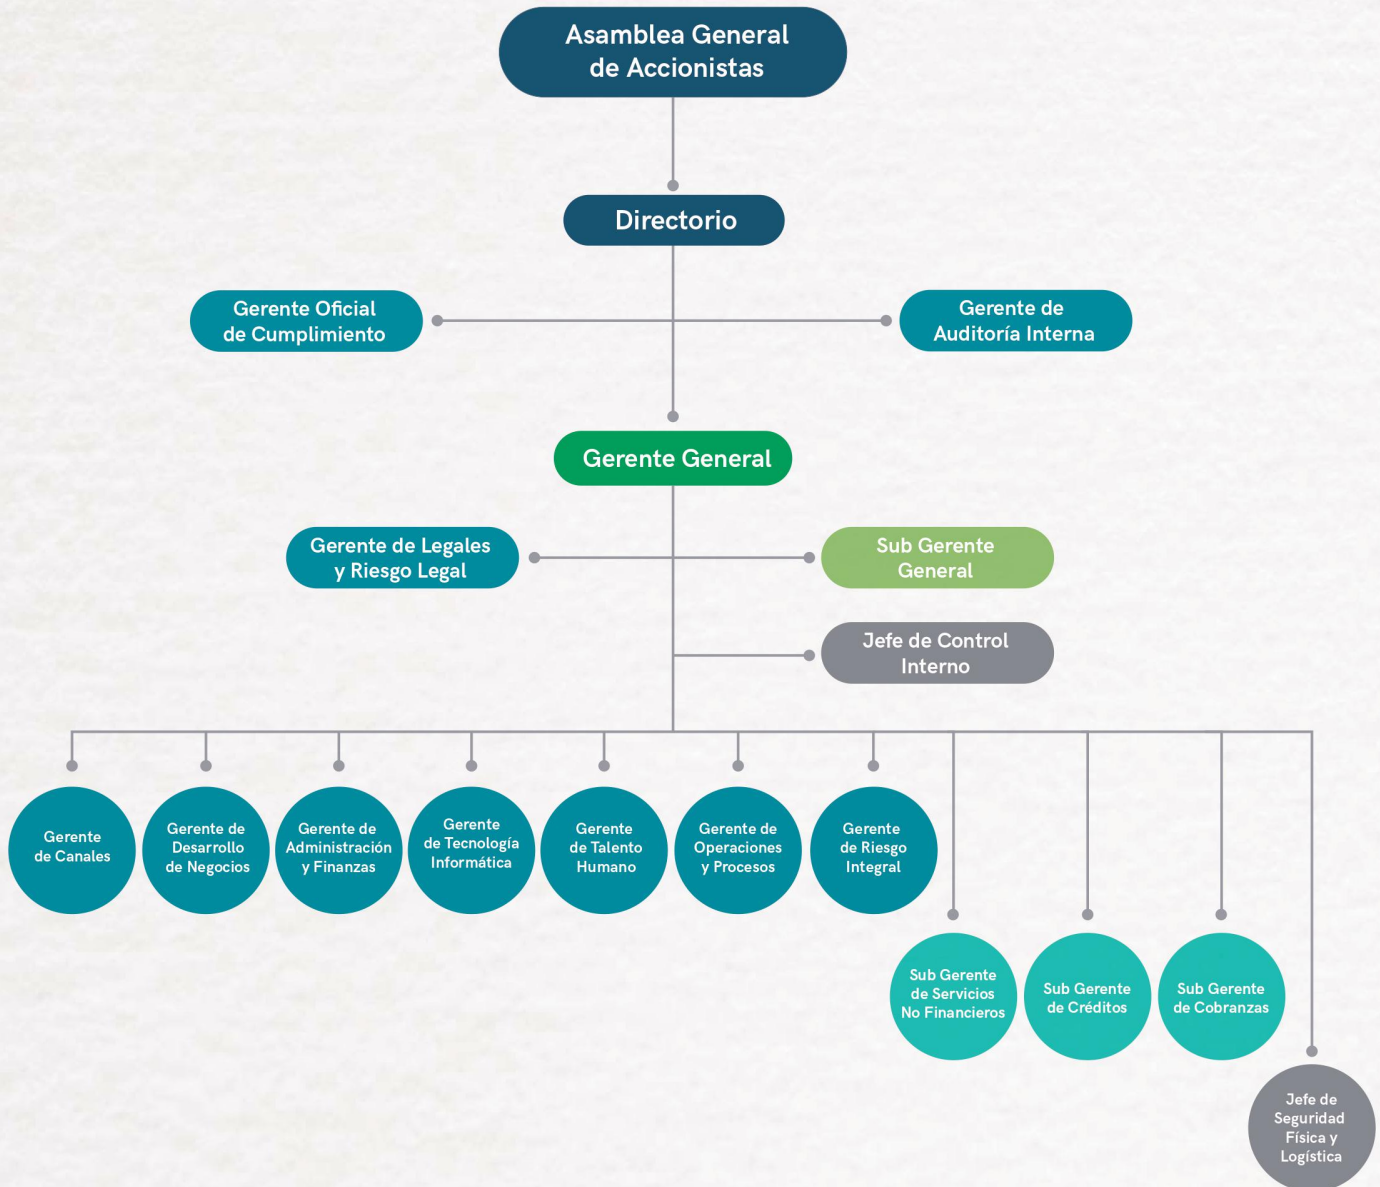 Asamblea General
de Accionistas
Directorio
Gerente Oficial
de Cumplimiento
Gerente de
Auditoría Interna
Gerente General
Gerente de Legales
y Riesgo Legal
Sub Gerente
General
Jefe de Control
Interno
Gerente
de Canales
Gerente de
Desarrollo
de Negocios
Gerente de
Administración
y Finanzas
Gerente
de Tecnología
Informática
Gerente
de Talento
Humano
Gerente de
Operaciones
y Procesos
Gerente
de Riesgo
Integral
Sub Gerente
de Servicios
No Financieros
Sub Gerente
de Créditos
Sub Gerente
de Cobranzas
Jefe de
Seguridad
Física y
Logística